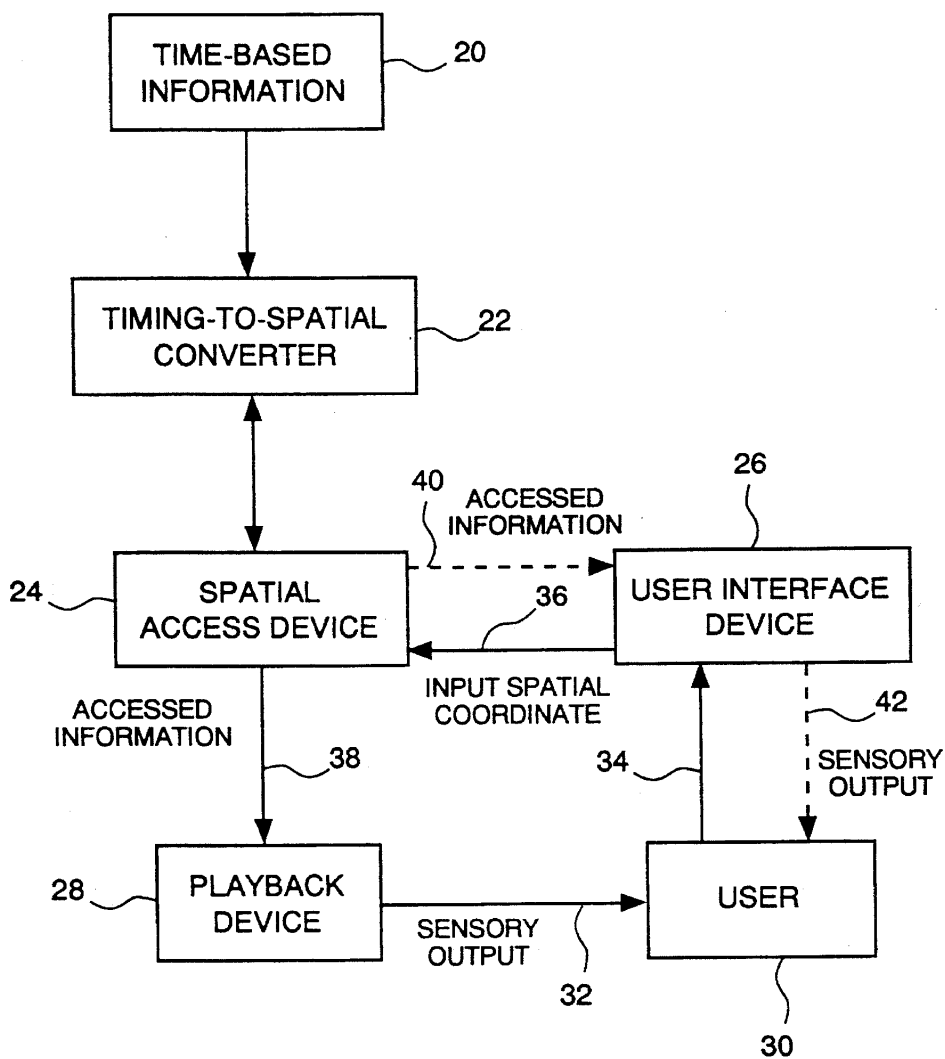 TIME-BASED
INFORMATION
20
TIMING-TO-SPATIAL
CONVERTER
22
40
ACCESSED
INFORMATION
26
24
SPATIAL
ACCESS DEVICE
USER INTERFACE
DEVICE
36
INPUT SPATIAL
COORDINATE
ACCESSED
INFORMATION
38
34
42
SENSORY
OUTPUT
28
PLAYBACK
DEVICE
SENSORY
OUTPUT
32
USER
30